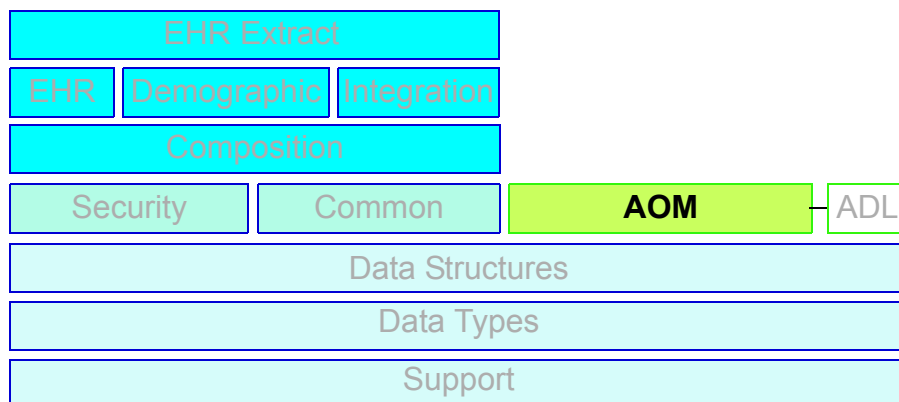 EHR Extract
EHR Demographic Integration
Composition
Security Common AOM ADL
Data Structures
Data Types
Support